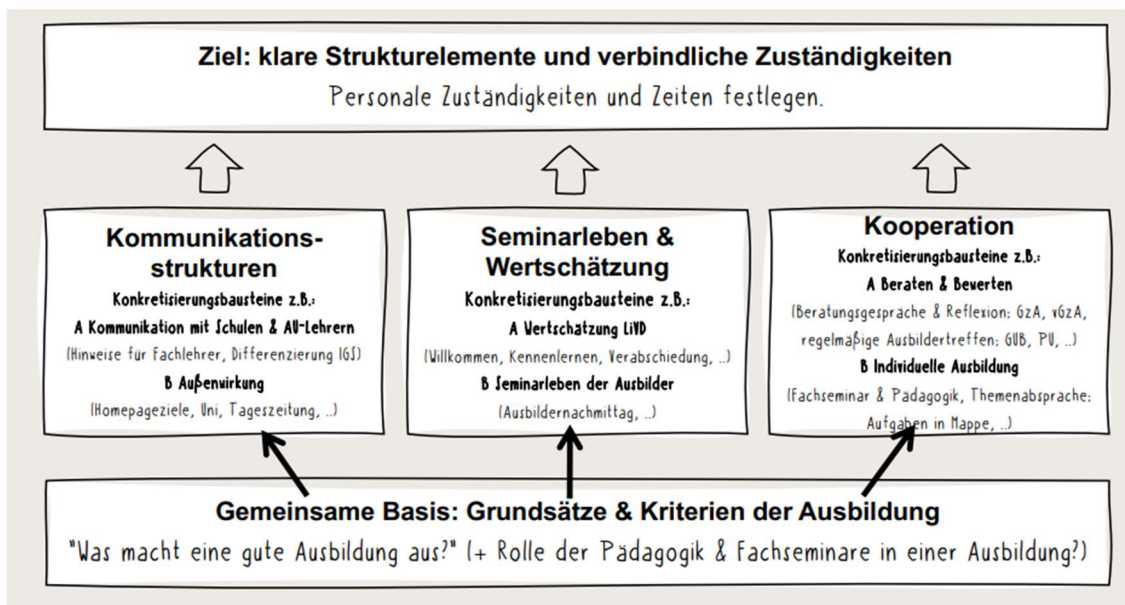 Ziel: klare Strukturelemente und verbindliche Zuständigkeiten
Personale Zuständigkeiten und Zeiten festlegen.
Kommunikations-
strukturen
Konkretisierungsbausteine z.B.:
A Kommunikation mit Schulen & AU-Lehrern
(Hinweise für Fachlehrer, Differenzierung IGS)
B Außenwirkung
(Homepageziele, Uni, Tageszeitung, ..)
Seminarleben &
Wertschätzung
Konkretisierungsbausteine z.B.:
A Wertschätzung LiVD
(Willkommen, Kennenlernen, Verabschiedung, ..)
B Seminarleben der Ausbilder
(Ausbildernachmittag, ..)
Kooperation
Konkretisierungsbausteine z.B.:
A Beraten & Bewerten
(Beratungsgespräche & Reflexion; GzA, vGzA,
regelmäßige Ausbildertreffen; GUB, PU, ..)
B Individuelle Ausbildung
(Fachseminar & Pädagogik, Themenabsprache;
Aufgaben in Mappe, ..)
Gemeinsame Basis: Grundsätze & Kriterien der Ausbildung
"Was macht eine gute Ausbildung aus?" (+ Rolle der Pädagogik & Fachseminare in einer Ausbildung?)